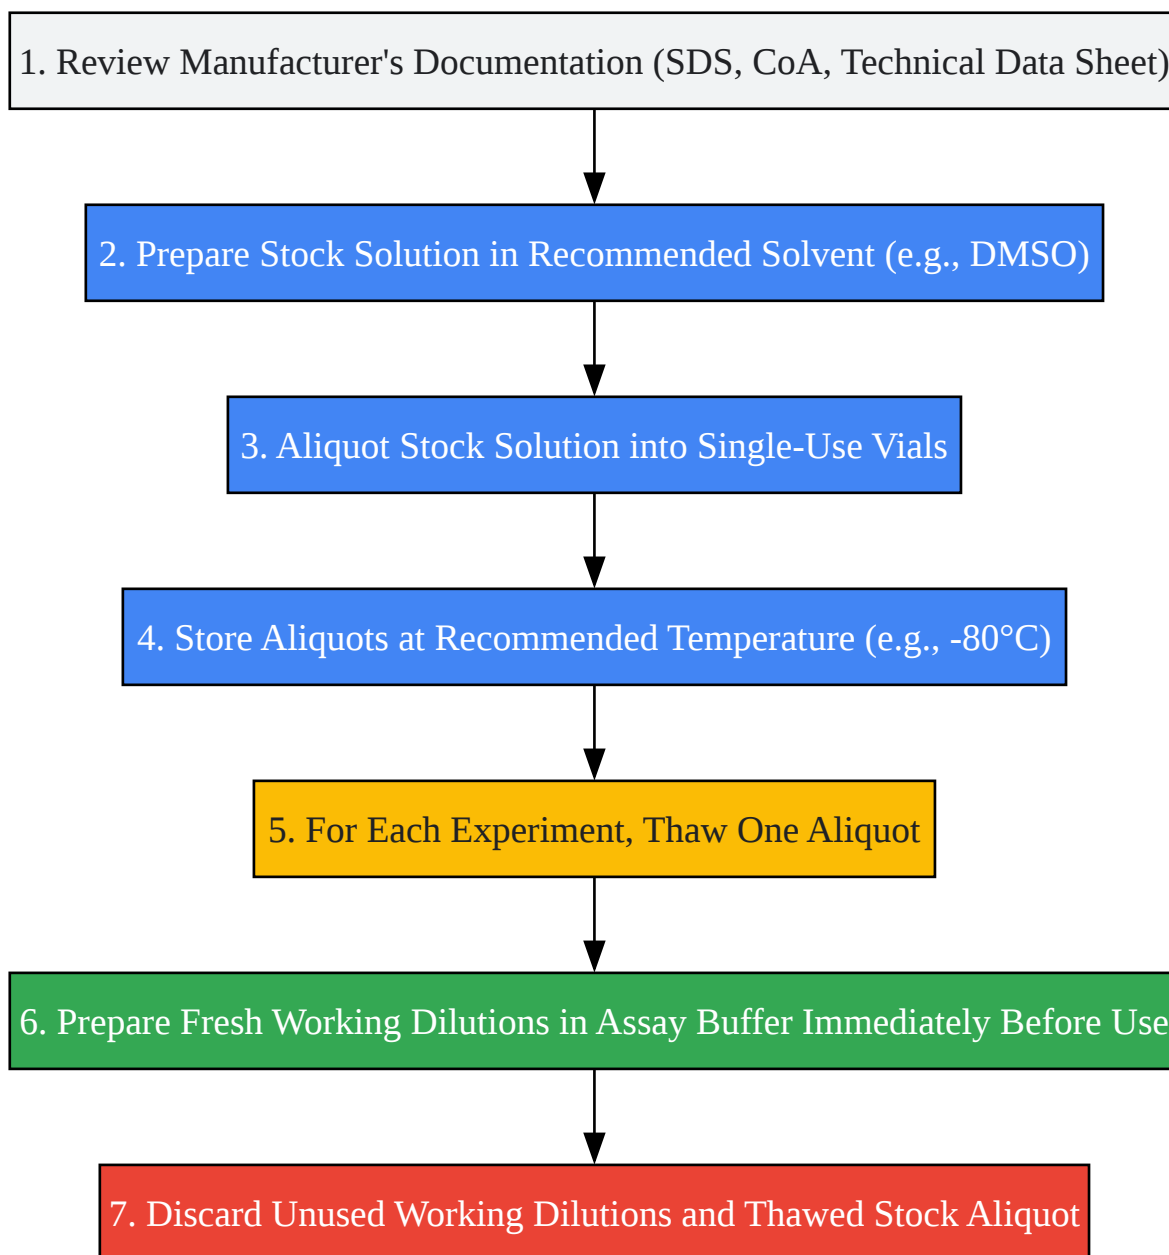 1. Review Manufacturer's Documentation (SDS, CoA, Technical Data Sheet)
2. Prepare Stock Solution in Recommended Solvent (e.g., DMSO)
3. Aliquot Stock Solution into Single-Use Vials
4. Store Aliquots at Recommended Temperature (e.g., -80°C)
5. For Each Experiment, Thaw One Aliquot
6. Prepare Fresh Working Dilutions in Assay Buffer Immediately Before Use
7. Discard Unused Working Dilutions and Thawed Stock Aliquot